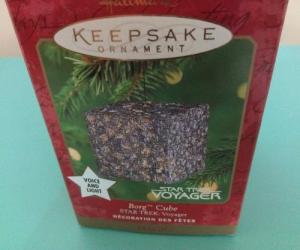 Hallmark
KEEPSAKE
ORNAMENT
VOICE
AND
LIGHT
STAR TREK
VOYAGER
Borg™ Cube
STAR TREK: Voyager
DÉCORATION DES FÊTES